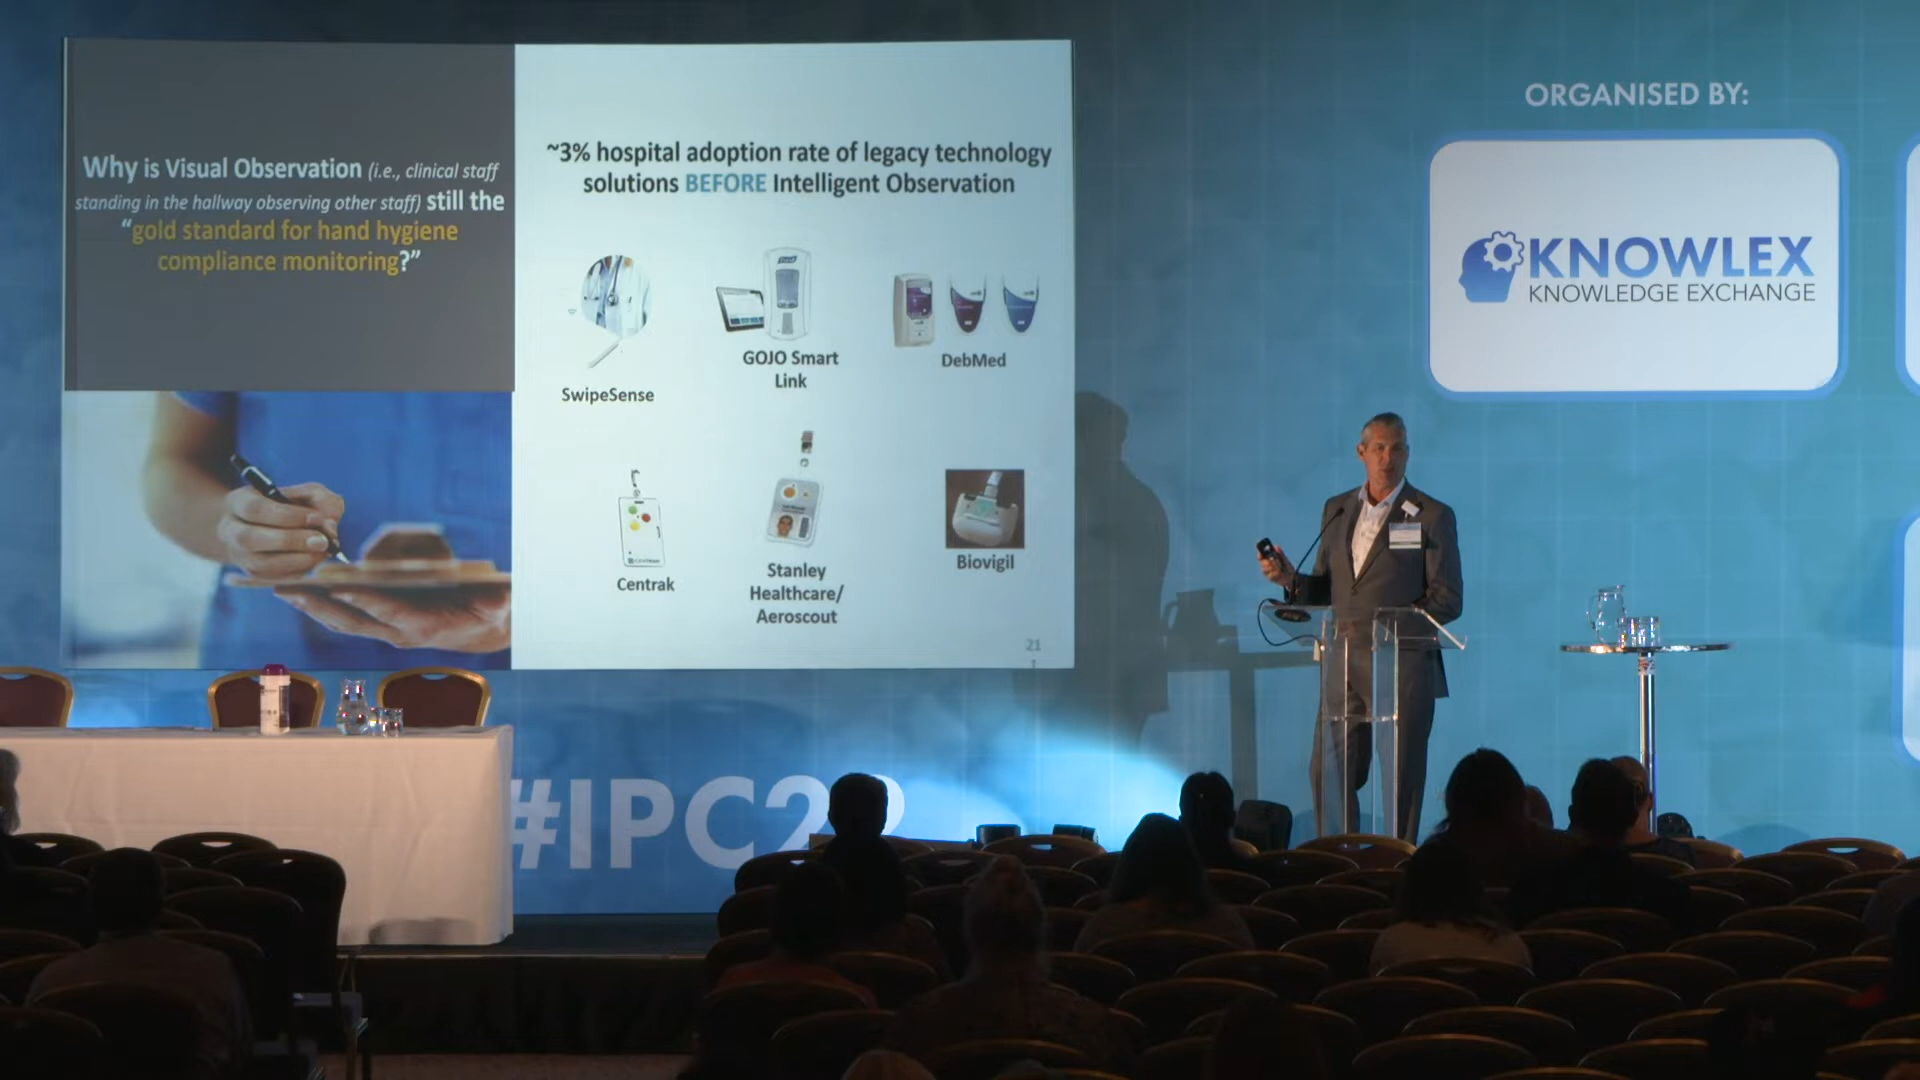 Why is Visual Observation (i.e., clinical staff
standing in the hallway observing other staff) still the
“gold standard for hand hygiene
compliance monitoring?”
~3% hospital adoption rate of legacy technology
solutions BEFORE Intelligent Observation
SwipeSense
GOJO Smart
Link
DebMed
Centrak
Stanley
Healthcare/
Aeroscout
Biovigil
21
1
ORGANISED BY:
KNOWLEX
KNOWLEDGE EXCHANGE
#IPC22